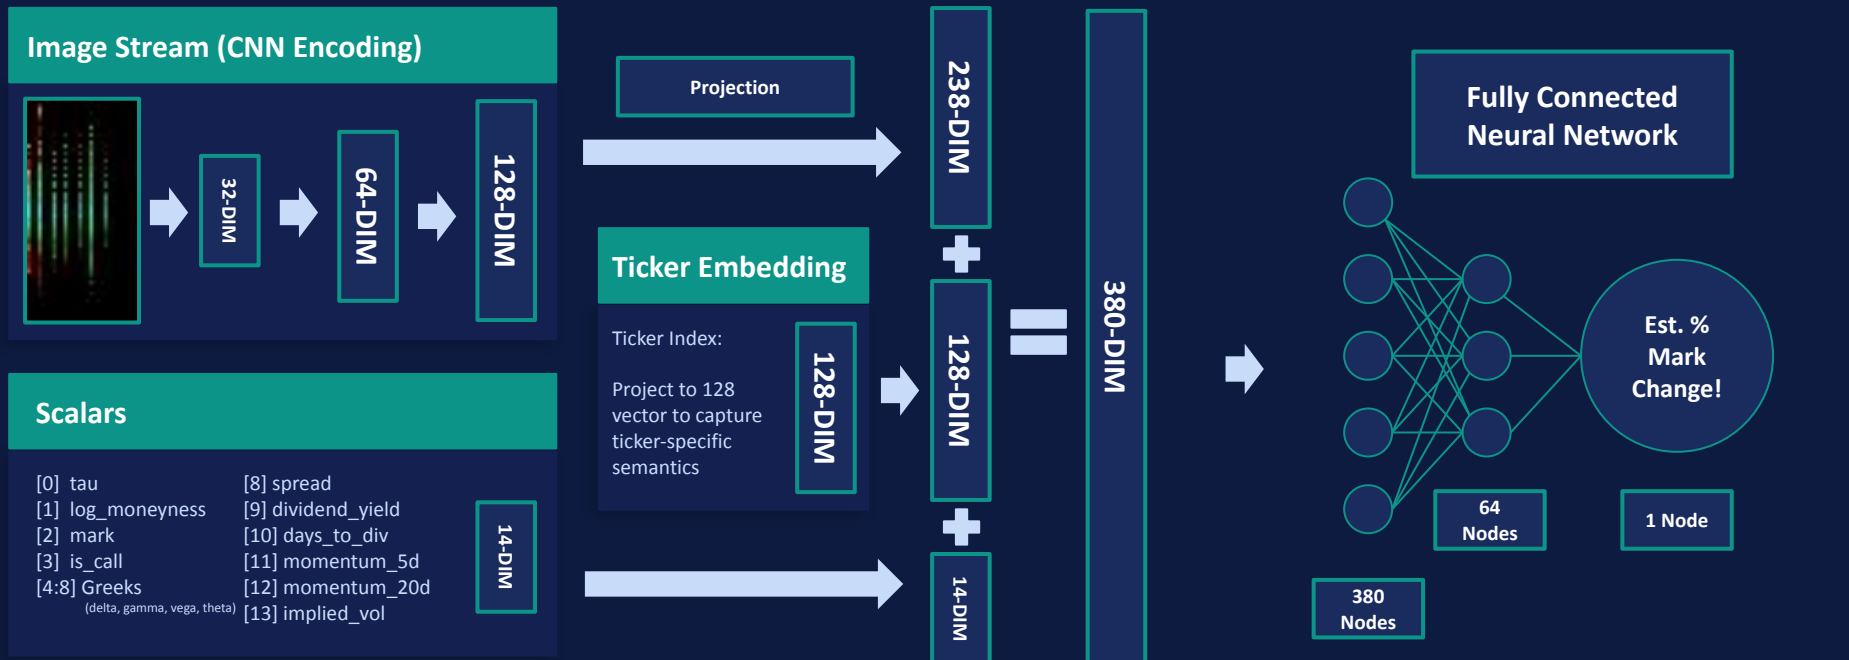 Image Stream (CNN Encoding)
32-DIM
64-DIM
128-DIM
Scalars
[0] tau
[1] log_moneyness
[2] mark
[3] is_call
[4:8] Greeks
(delta, gamma, vega, theta)
[8] spread
[9] dividend_yield
[10] days_to_div
[11] momentum_5d
[12] momentum_20d
[13] implied_vol
14-DIM
Projection
Ticker Embedding
Ticker Index:
Project to 128
vector to capture
ticker-specific
semantics
128-DIM
238-DIM
128-DIM
14-DIM
380-DIM
Fully Connected
Neural Network
Est. %
Mark
Change!
64
Nodes
1 Node
380
Nodes